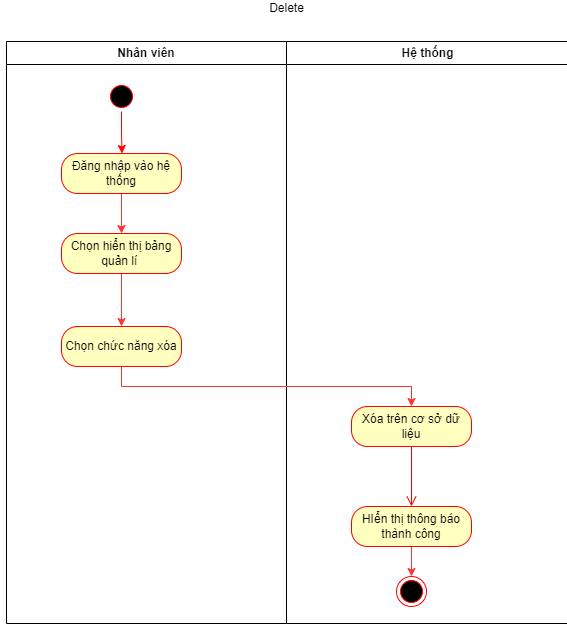 Delete
Nhân viên
Hệ thống
Đăng nhập vào hệ
thống
Chọn hiển thị bảng
quản lí
Chọn chức năng xóa
Xóa trên cơ sở dữ
liệu
HIển thị thông báo
thành công